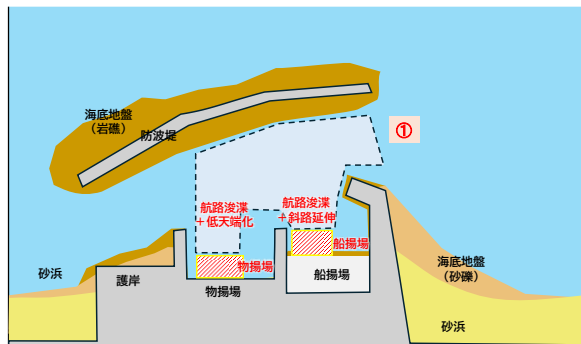 ①
海底地盤
（岩礁）
防波堤
航路浚渫
＋低天端化
航路浚渫
＋斜路延伸
船揚場
物揚場
海底地盤
（砂礫）
砂浜
護岸
物揚場
船揚場
砂浜